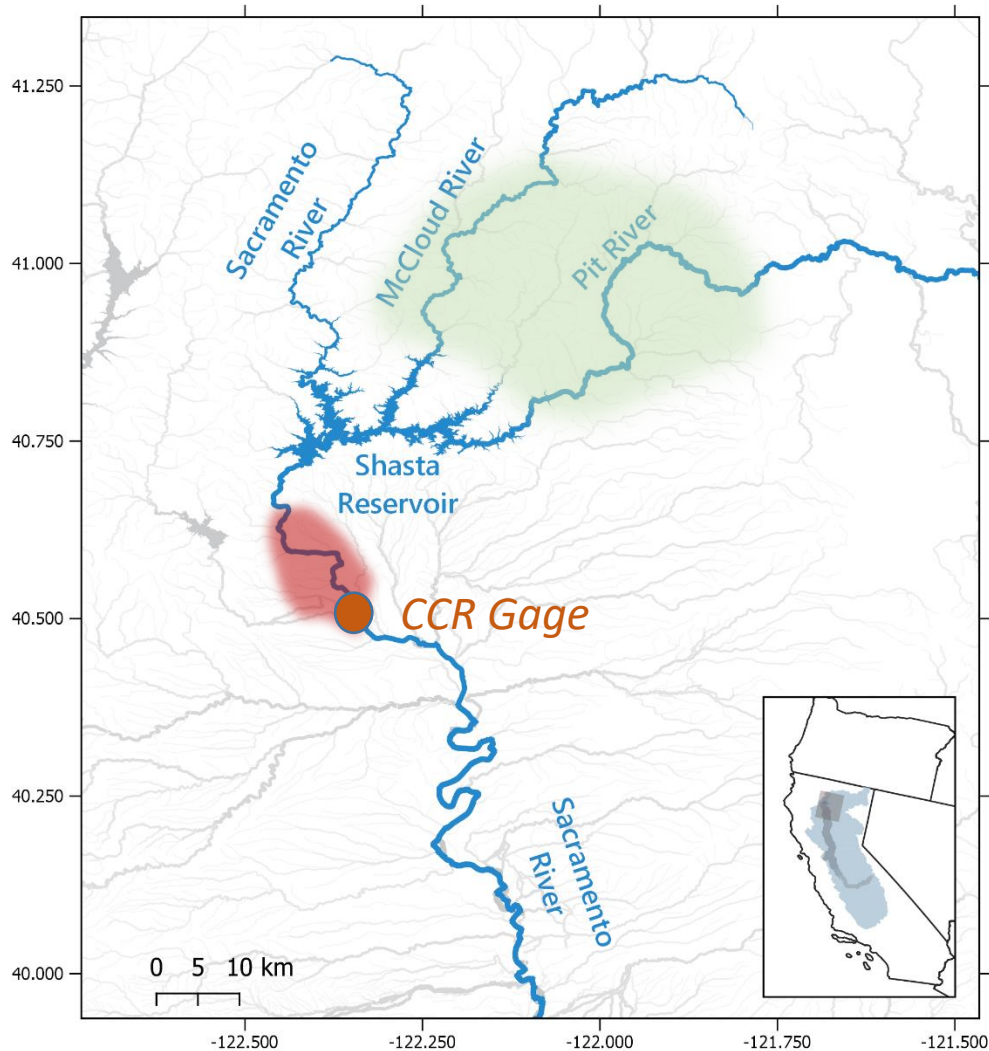 41.250
41.000
40.750
40.500
40.250
40.000
Sacramento
River
McCloud River
Pit River
Shasta
Reservoir
CCR Gage
Sacramento
River
0 5 10 km
-122.500 -122.250 -122.000 -121.750 -121.500